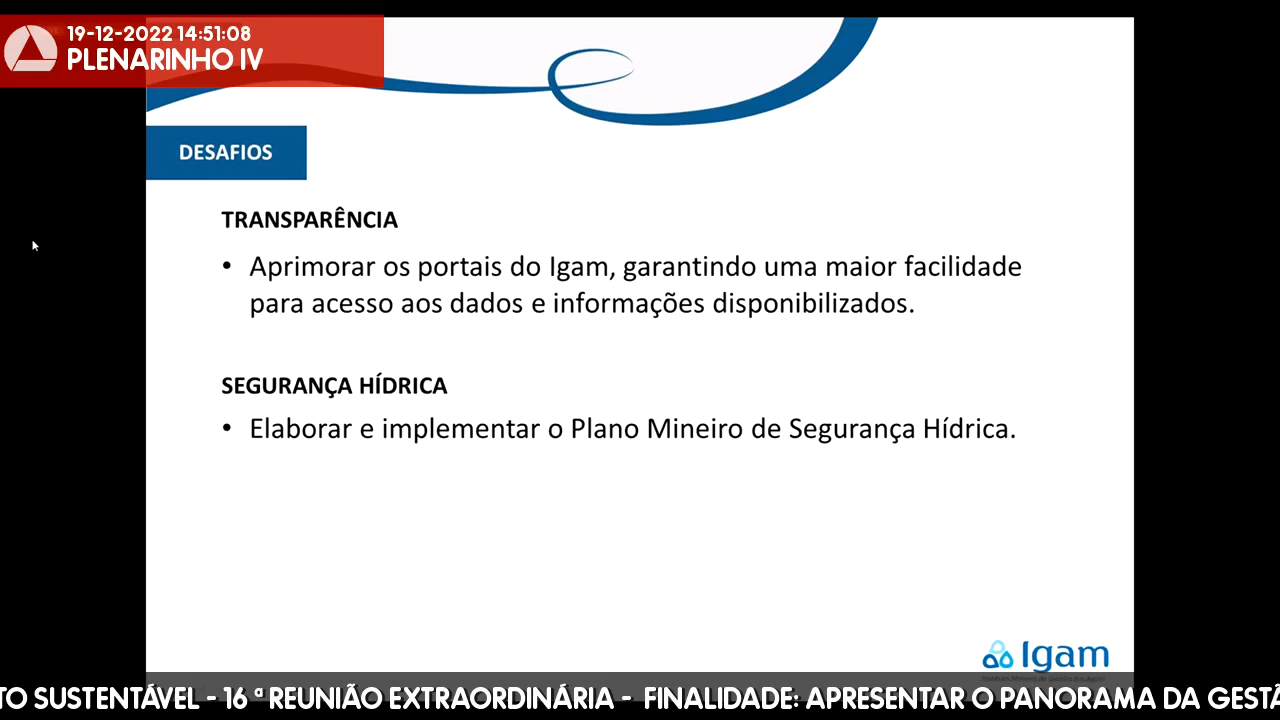 19-12-2022 14:51:08
PLENARINHO IV
DESAFIOS
TRANSPARÊNCIA
• Aprimorar os portais do Igam, garantindo uma maior facilidade
para acesso aos dados e informações disponibilizados.
SEGURANÇA HÍDRICA
• Elaborar e implementar o Plano Mineiro de Segurança Hídrica.
Igam
TO SUSTENTÁVEL - 16 ª REUNIÃO EXTRAORDINÁRIA - FINALIDADE: APRESENTAR O PANORAMA DA GESTÃ